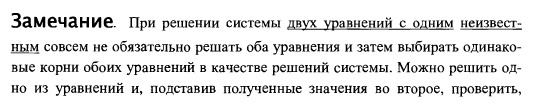 Замечание. При решении системы двух уравнений с одним неизвест-
ным совсем не обязательно решать оба уравнения и затем выбирать одинако-
вые корни обоих уравнений в качестве решений системы. Можно решить од-
но из уравнений и, подставив полученные значения во второе, проверить,